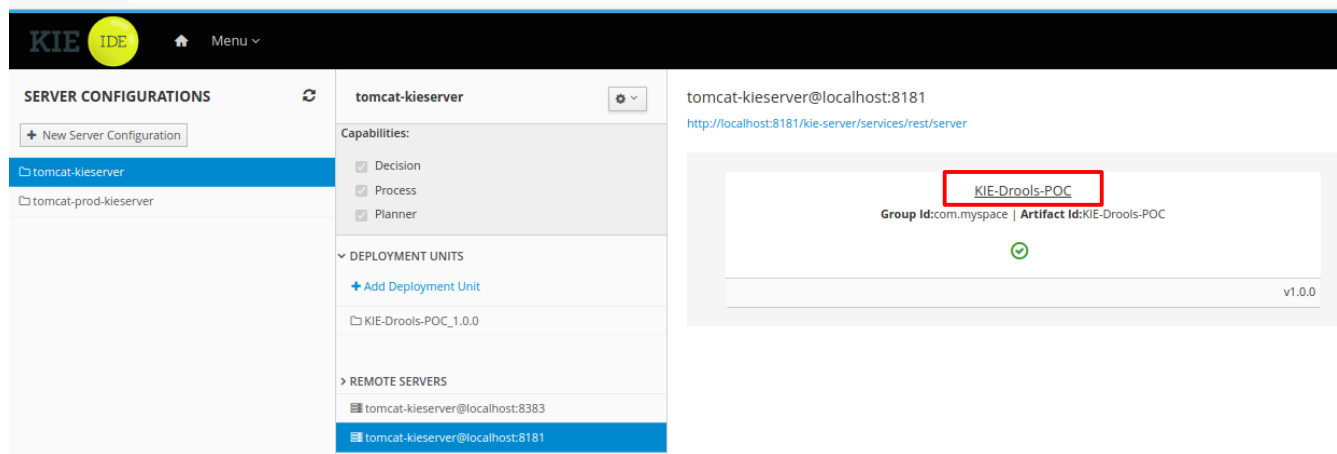 KIE IDE Menu
SERVER CONFIGURATIONS
+ New Server Configuration
tomcat-kieserver
tomcat-prod-kieserver
tomcat-kieserver
Capabilities:
Decision
Process
Planner
DEPLOYMENT UNITS
+ Add Deployment Unit
KIE-Drools-POC_1.0.0
REMOTE SERVERS
tomcat-kieserver@localhost:8383
tomcat-kieserver@localhost:8181
tomcat-kieserver@localhost:8181
http://localhost:8181/kie-server/services/rest/server
KIE-Drools-POC
Group Id:com.myspace | Artifact Id:KIE-Drools-POC
v1.0.0